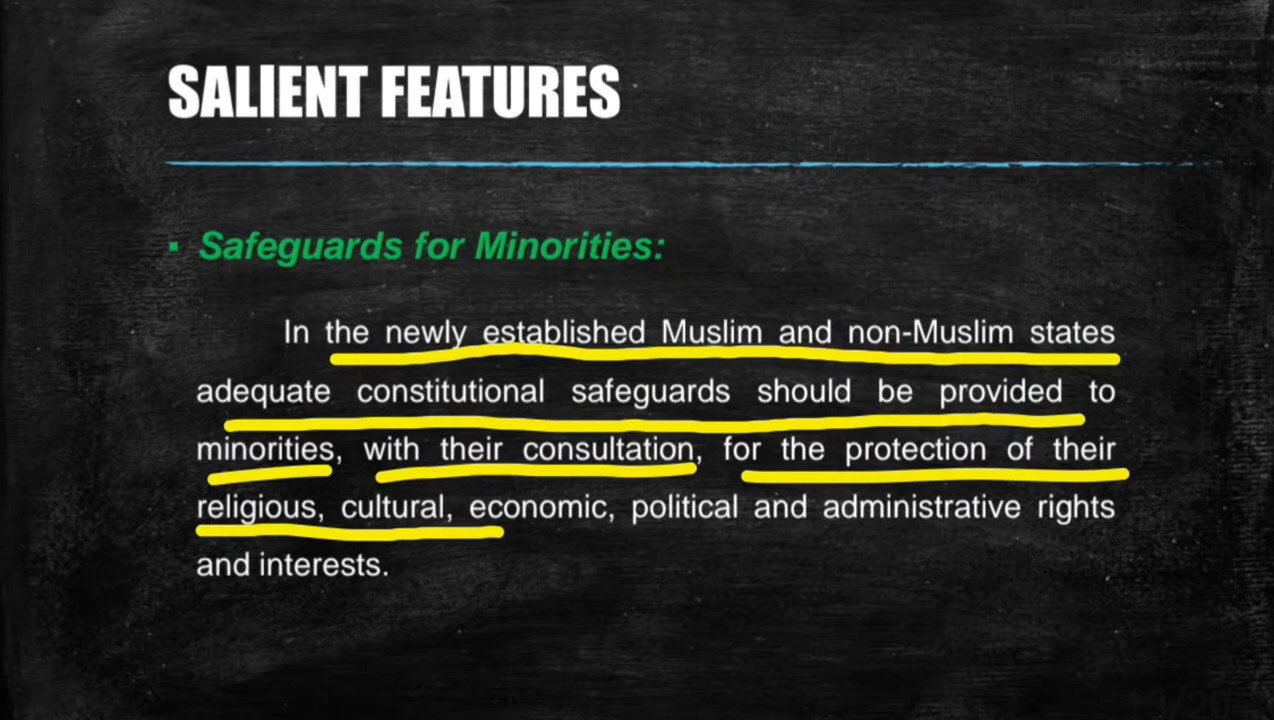 SALIENT FEATURES
▪ Safeguards for Minorities:
In the newly established Muslim and non-Muslim states
adequate constitutional safeguards should be provided to
minorities, with their consultation, for the protection of their
religious, cultural, economic, political and administrative rights
and interests.